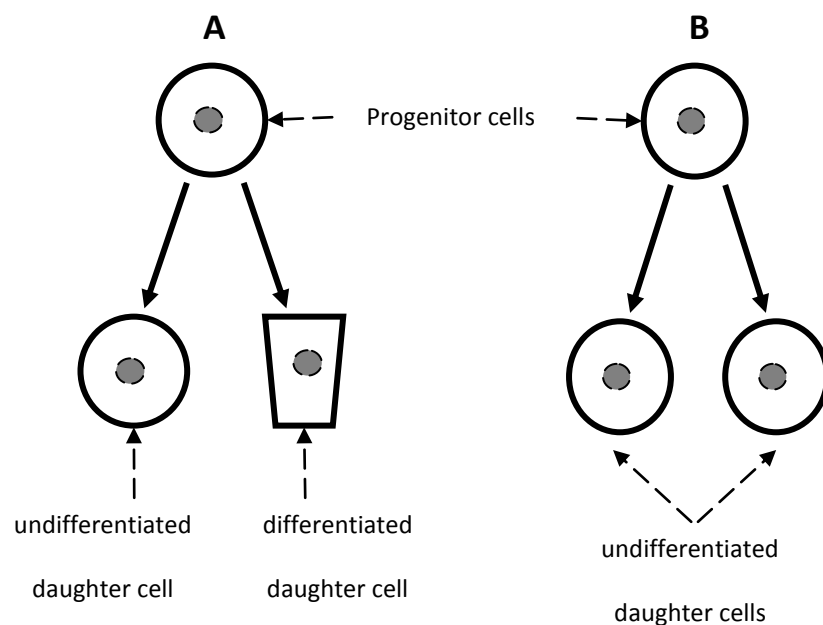 A
B
Progenitor cells
undifferentiated
daughter cell
differentiated
daughter cell
undifferentiated
daughter cells